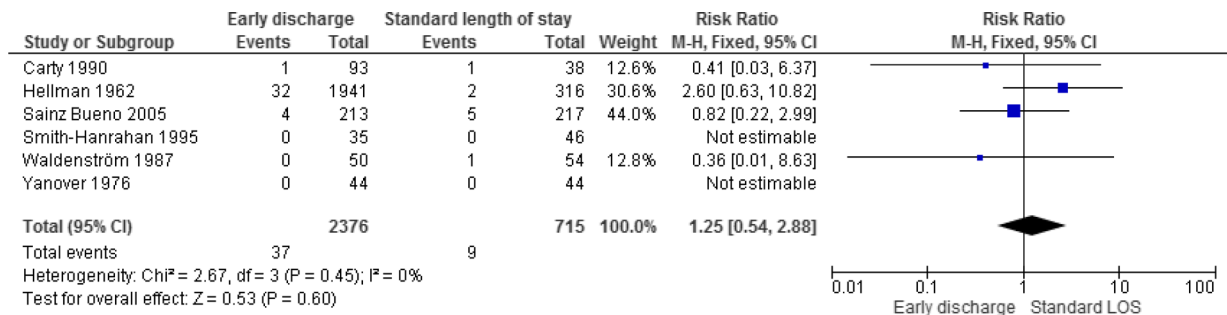 Early discharge Standard length of stay Risk Ratio Risk Ratio
Study or Subgroup Events Total Events Total Weight M-H, Fixed, 95% CI M-H, Fixed, 95% CI
Carty 1990 1 93 1 38 12.6% 0.41 [0.03, 6.37]
Hellman 1962 32 1941 2 316 30.6% 2.60 [0.63, 10.82]
Sainz Bueno 2005 4 213 5 217 44.0% 0.82 [0.22, 2.99]
Smith-Hanrahan 1995 0 35 0 46 Not estimable
Waldenström 1987 0 50 1 54 12.8% 0.36 [0.01, 8.63]
Yanover 1976 0 44 0 44 Not estimable
Total (95% CI) 2376 715 100.0% 1.25 [0.54, 2.88]
Total events 37 9
Heterogeneity: Chi² = 2.67, df = 3 (P = 0.45); I² = 0%
Test for overall effect: Z = 0.53 (P = 0.60)
0.01 0.1 1 10 100
Early discharge Standard LOS